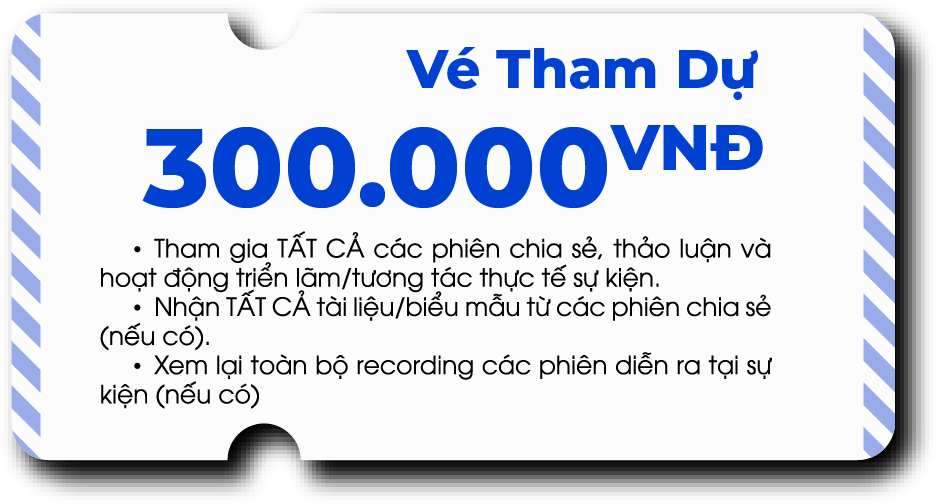 Vé Tham Dự
300.000VNĐ
• Tham gia TẤT CẢ các phiên chia sẻ, thảo luận và
hoạt động triển lãm/tương tác thực tế sự kiện.
• Nhận TẤT CẢ tài liệu/biểu mẫu từ các phiên chia sẻ
(nếu có).
• Xem lại toàn bộ recording các phiên diễn ra tại sự
kiện (nếu có)